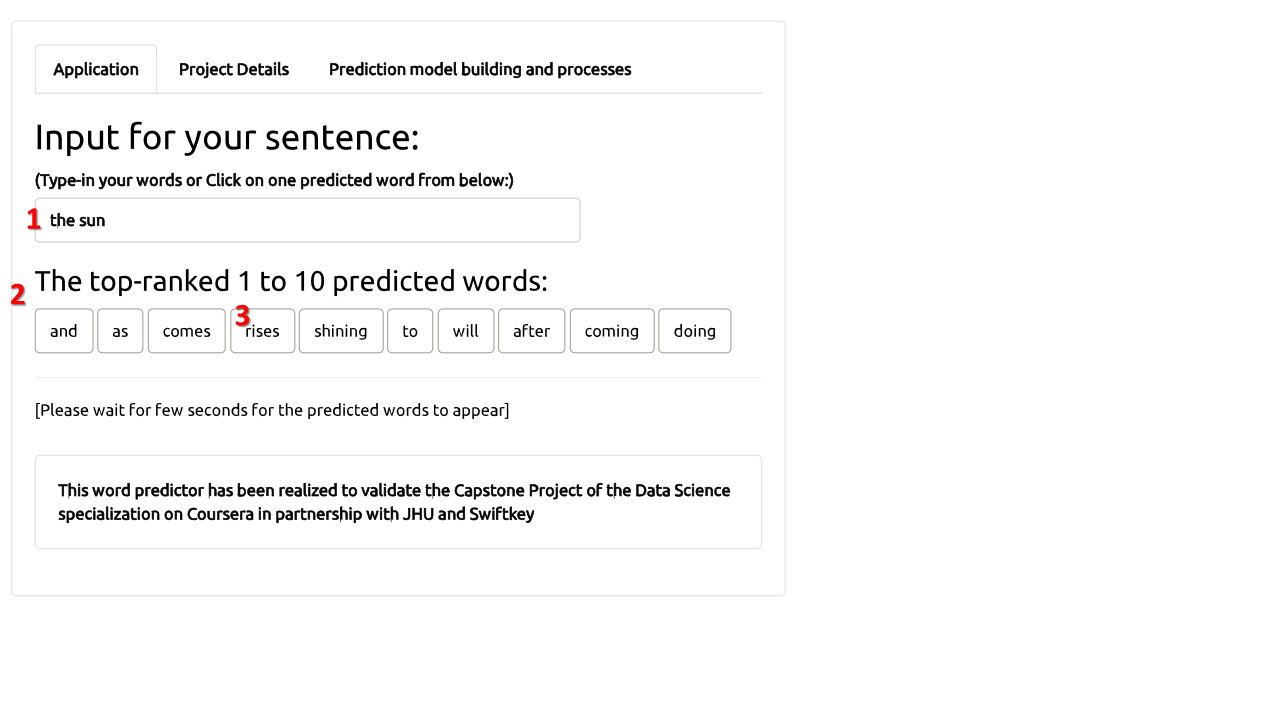 Application Project Details Prediction model building and processes
Input for your sentence:
(Type-in your words or Click on one predicted word from below:)
1 the sun
2 The top-ranked 1 to 10 predicted words:
3
and as comes rises shining to will after coming doing
[Please wait for few seconds for the predicted words to appear]
This word predictor has been realized to validate the Capstone Project of the Data Science
specialization on Coursera in partnership with JHU and Swiftkey